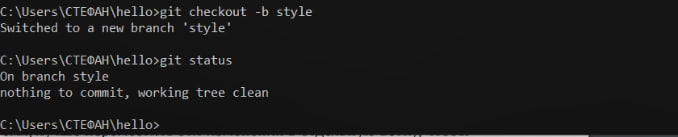 C:\Users\СТЕФАН\hello>git checkout -b style
Switched to a new branch 'style'
C:\Users\СТЕФАН\hello>git status
On branch style
nothing to commit, working tree clean
C:\Users\СТЕФАН\hello>